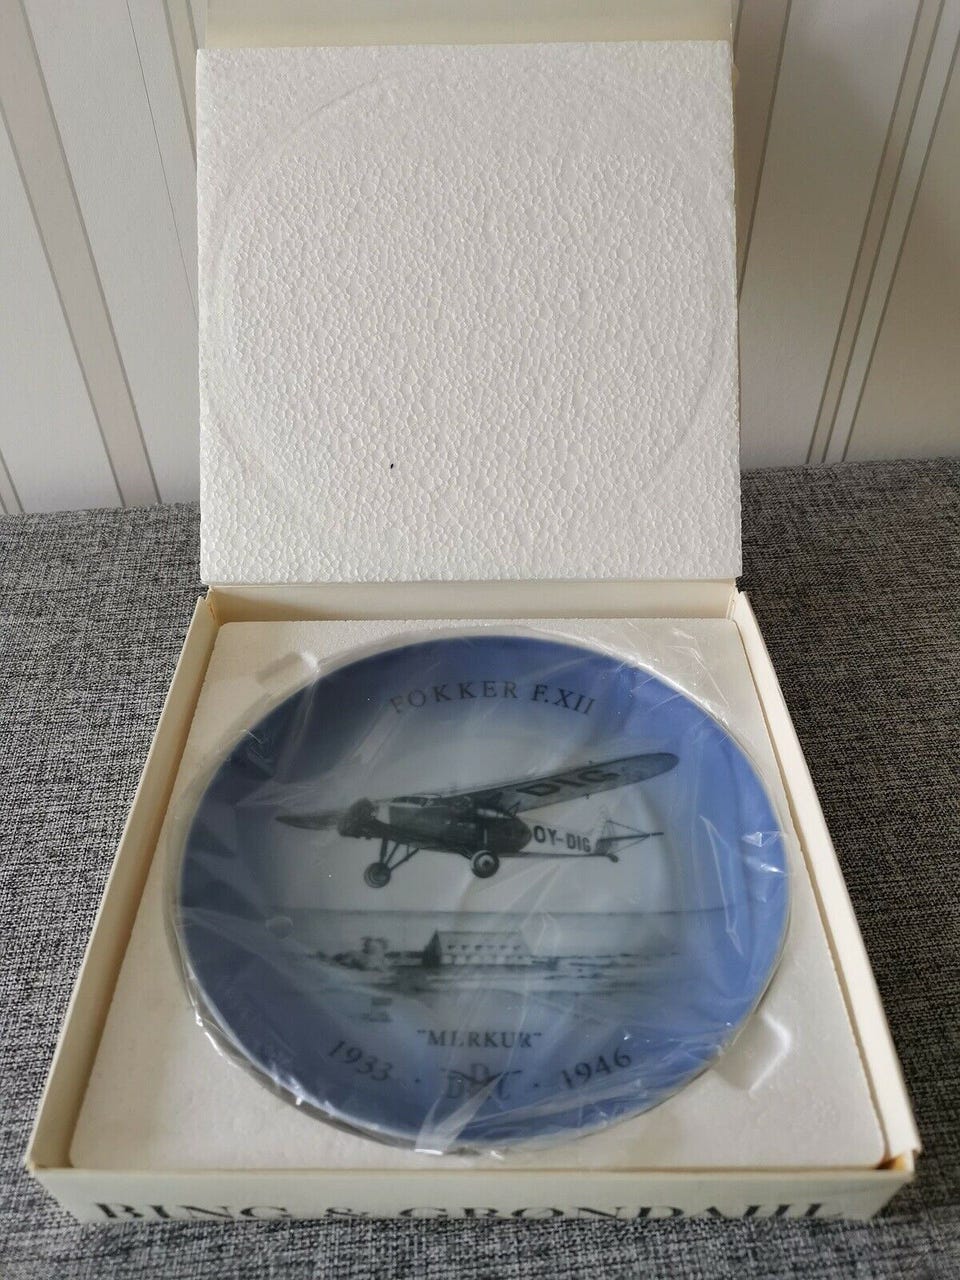 FOKKER F.XII
DIG
OY-DIG
"MERKUR"
1933 · DDL · 1946
BING & GRØNDAHL